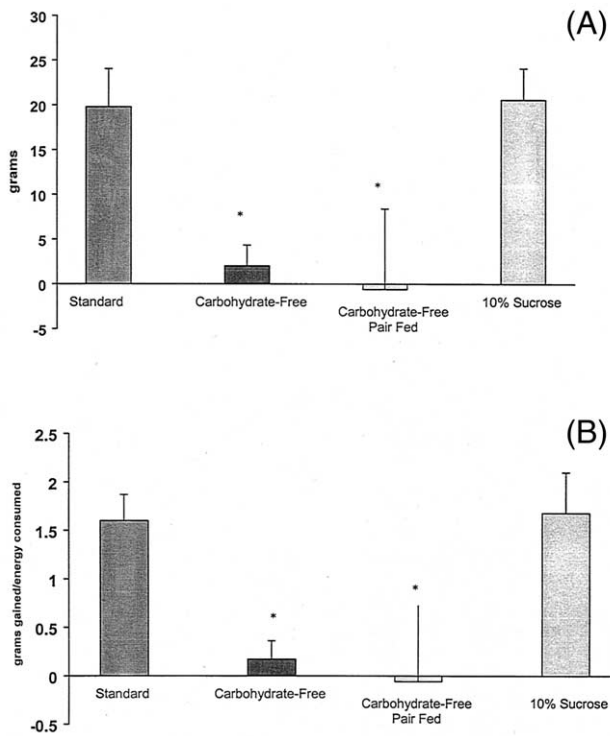 (A)
30
25
20
15
10
5
0
-5
grams
*
*
Standard
Carbohydrate-Free
Carbohydrate-Free
Pair Fed
10% Sucrose
(B)
2.5
2
1.5
1
0.5
0
-0.5
grams gained/energy consumed
*
*
Standard
Carbohydrate-Free
Carbohydrate-Free
Pair Fed
10% Sucrose